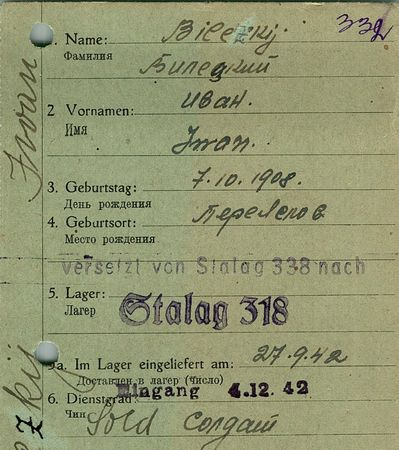 332
1. Name: Bilezkij
Фамилия Билецкий
2 Vornamen: Иван.
Имя Iwan.
3. Geburtstag: 7.10.1908.
День рождения
4. Geburtsort:
Место рождения
versetzt von Stalag 338 nach
5. Lager: Stalag 318
Лагер
5a. Im Lager eingeliefert am: 27.9.42
Доставлен в лагер (число)
Eingang 4.12.42
6. Dienstgrad:
Чин Sold Солдат
Iwan